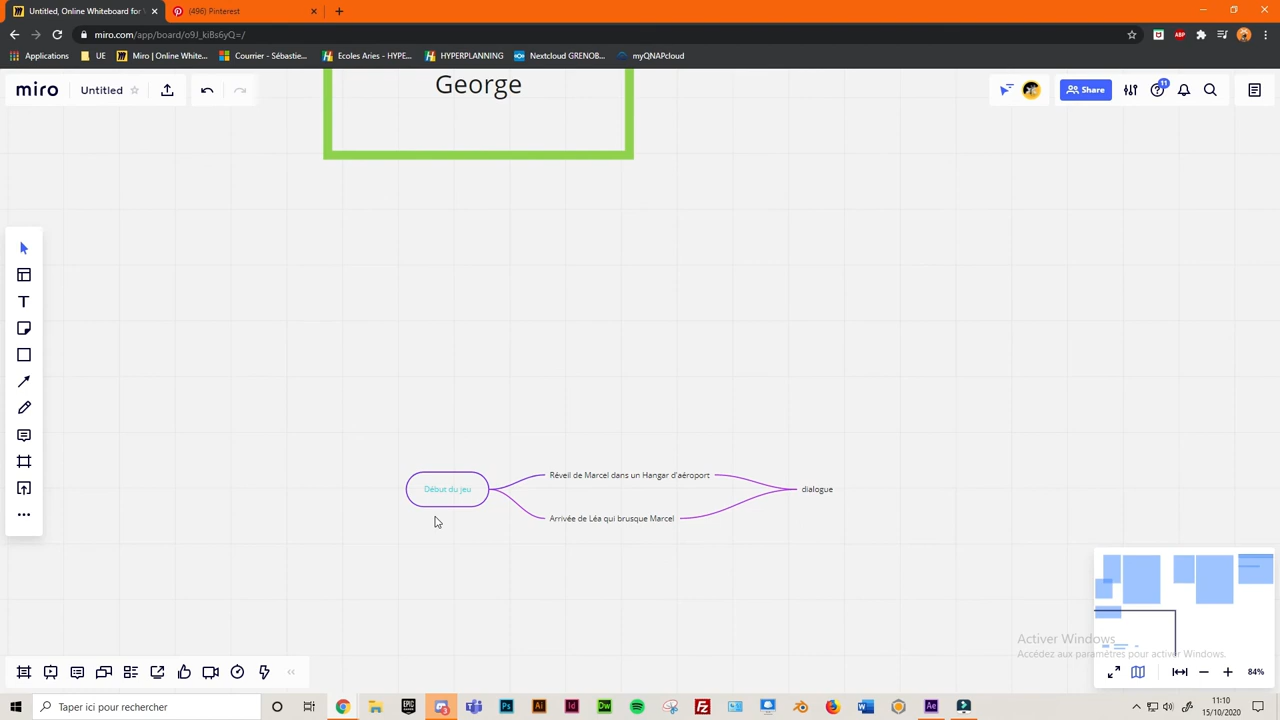 Untitled, Online Whiteboard for V
(496) Pinterest
miro.com/app/board/o9J_kiBs6yQ=/
Applications
UE
Miro | Online White...
Courrier - Sébastie...
Ecoles Aries - HYPE...
HYPERPLANNING
Nextcloud GRENOB...
myQNAPcloud
miro
Untitled
Share
11
George
Début du jeu
Réveil de Marcel dans un Hangar d'aéroport
Arrivée de Léa qui brusque Marcel
dialogue
Activer Windows
Accédez aux paramètres pour activer Windows.
84%
Taper ici pour rechercher
11:10
15/10/2020